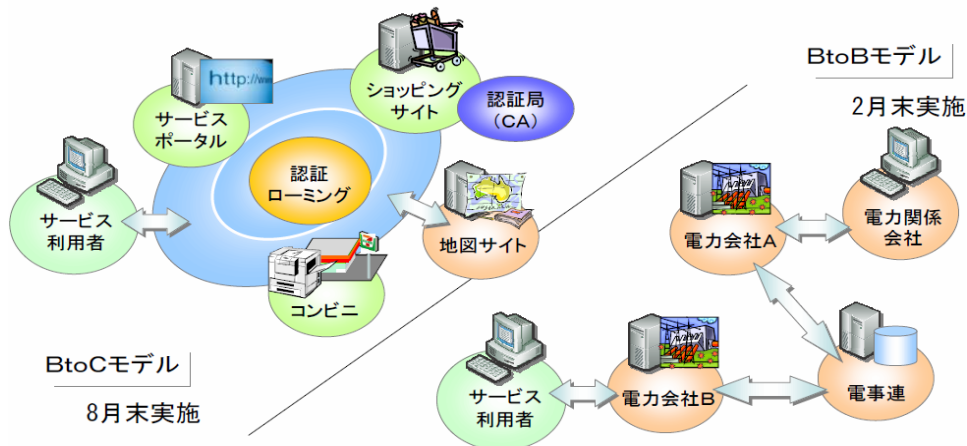 http://www
サービス
ポータル
ショッピング
サイト
認証局
(CA)
認証
ローミング
サービス
利用者
地図サイト
コンビニ
BtoCモデル
8月末実施
BtoBモデル
2月末実施
電力会社A
電力関係
会社
サービス
利用者
電力会社B
電事連